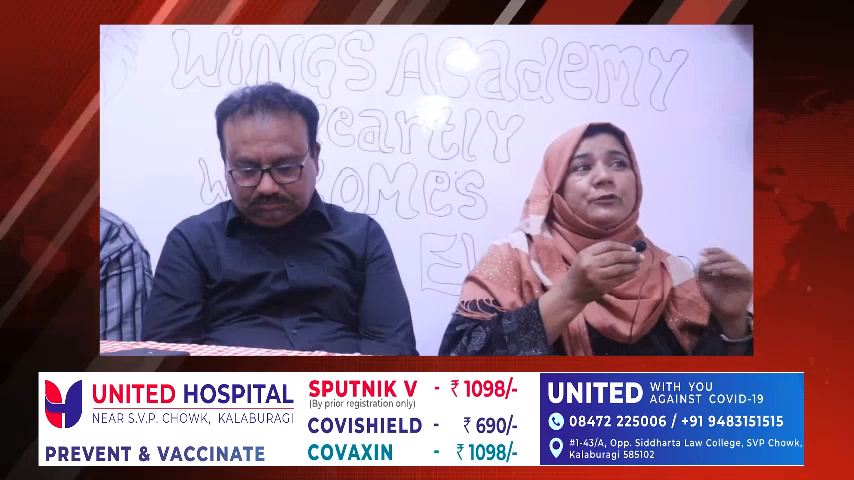 WiNGS Academy
Heartly
Welcomes
UNITED HOSPITAL
NEAR S.V.P. CHOWK, KALABURAGI
PREVENT & VACCINATE
SPUTNIK V - ₹ 1098/-
(By prior registration only)
COVISHIELD - ₹ 690/-
COVAXIN - ₹ 1098/-
UNITED WITH YOU
AGAINST COVID-19
08472 225006 / +91 9483151515
#1-43/A, Opp. Siddharta Law College, SVP Chowk,
Kalaburagi 585102